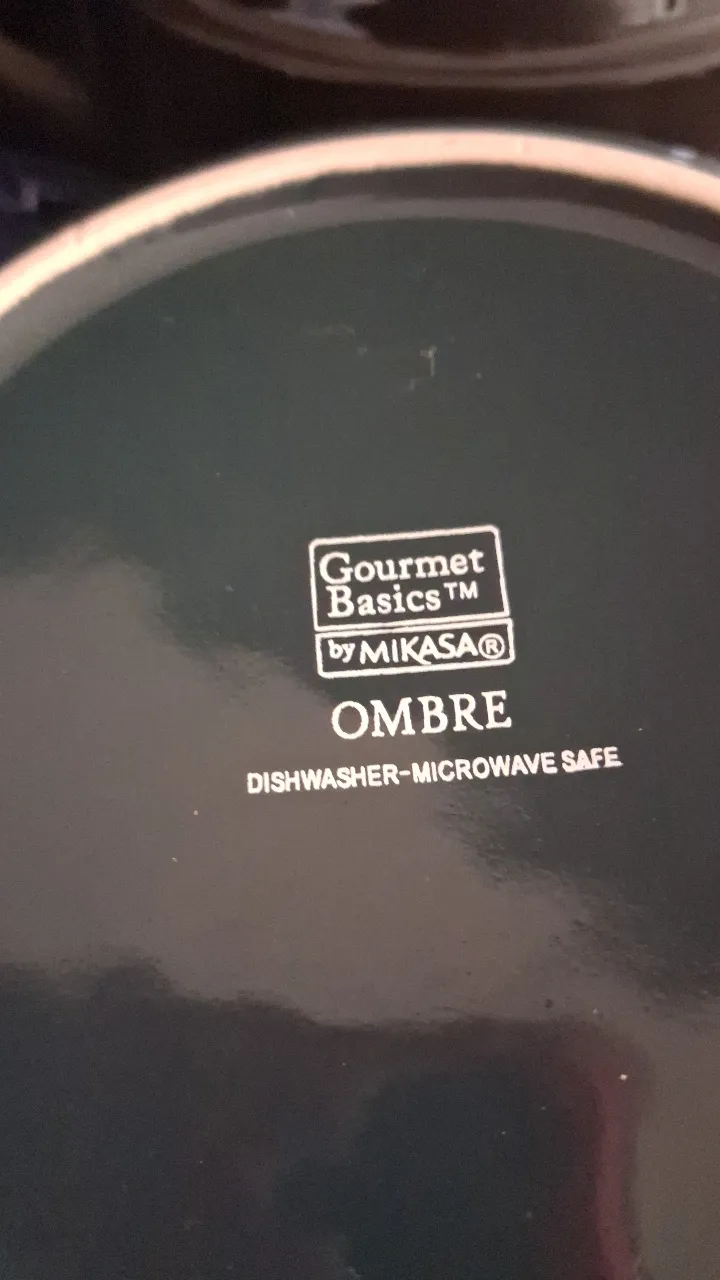 Gourmet
Basics™
by MIKASA®
OMBRE
DISHWASHER-MICROWAVE SAFE